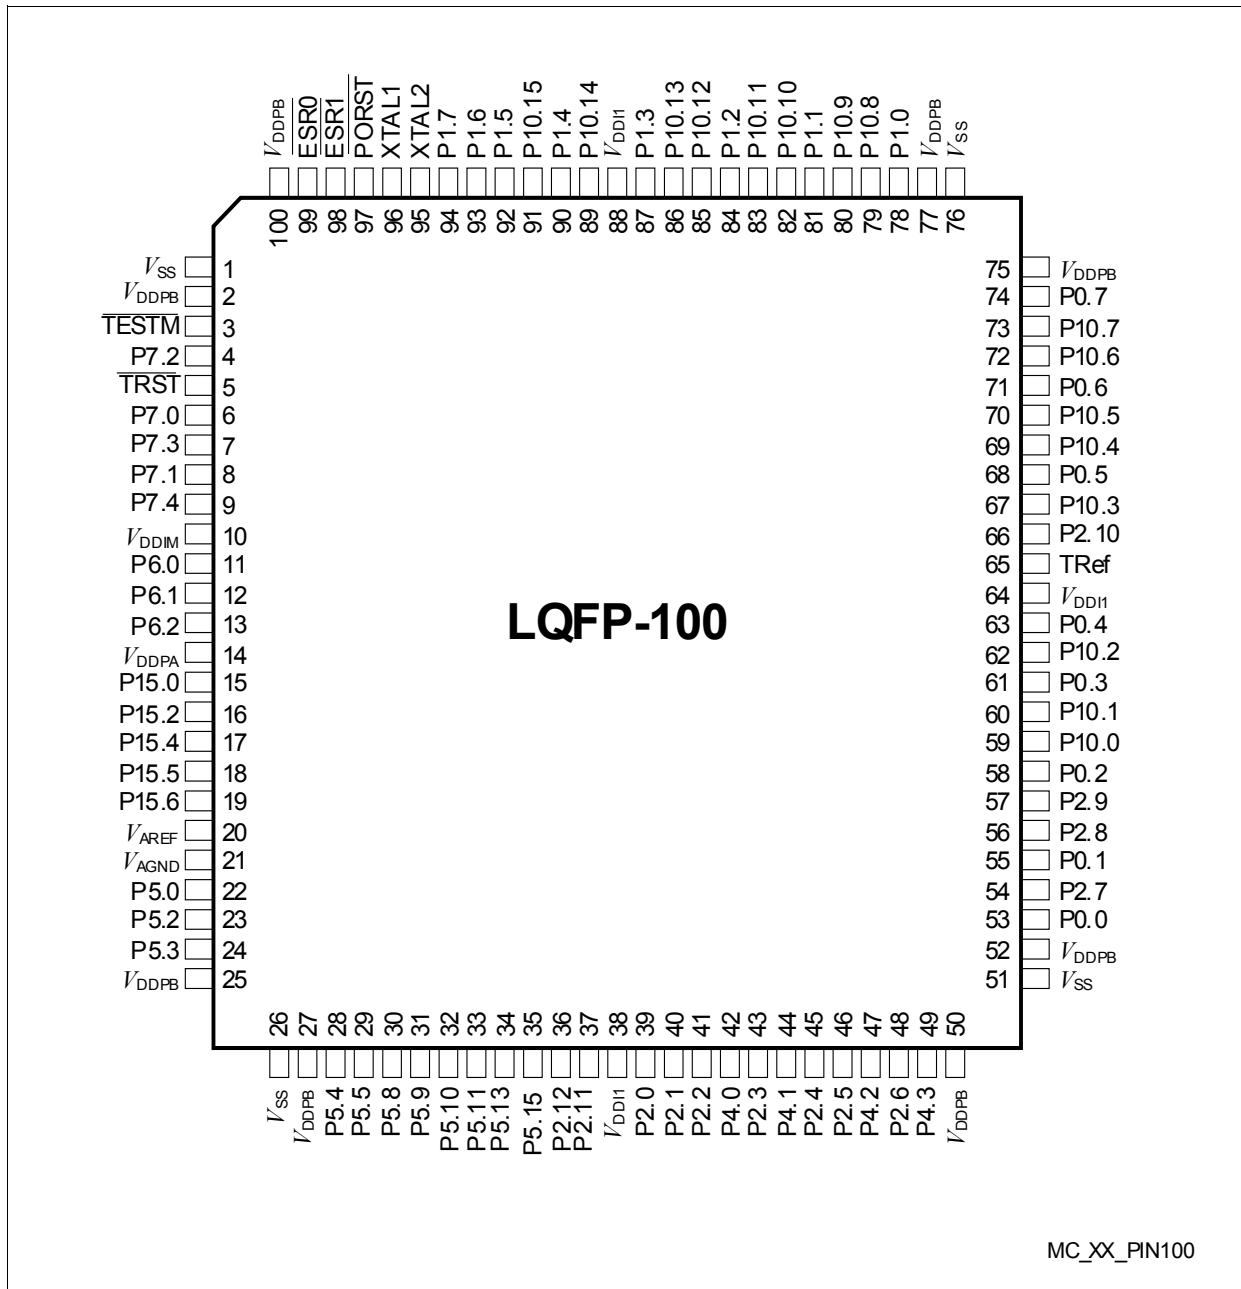 VDDPB
ESR0
ESR1
PORST
XTAL1
XTAL2
P1.7
P1.6
P1.5
P10.15
P1.4
P10.14
VDDI1
P1.3
P10.13
P10.12
P1.2
P10.11
P10.10
P1.1
P10.9
P10.8
P1.0
VDDPB
VSS
100
99
98
97
96
95
94
93
92
91
90
89
88
87
86
85
84
83
82
81
80
79
78
77
76
VSS 1
VDDPB 2
TESTM 3
P7.2 4
TRST 5
P7.0 6
P7.3 7
P7.1 8
P7.4 9
VDDIM 10
P6.0 11
P6.1 12
P6.2 13
VDDPA 14
P15.0 15
P15.2 16
P15.4 17
P15.5 18
P15.6 19
VAREF 20
VAGND 21
P5.0 22
P5.2 23
P5.3 24
VDDPB 25
LQFP-100
75 VDDPB
74 P0.7
73 P10.7
72 P10.6
71 P0.6
70 P10.5
69 P10.4
68 P0.5
67 P10.3
66 P2.10
65 TRef
64 VDDI1
63 P0.4
62 P10.2
61 P0.3
60 P10.1
59 P10.0
58 P0.2
57 P2.9
56 P2.8
55 P0.1
54 P2.7
53 P0.0
52 VDDPB
51 VSS
26
27
28
29
30
31
32
33
34
35
36
37
38
39
40
41
42
43
44
45
46
47
48
49
50
VSS
VDDPB
P5.4
P5.5
P5.8
P5.9
P5.10
P5.11
P5.13
P5.15
P2.12
P2.11
VDDI1
P2.0
P2.1
P2.2
P4.0
P2.3
P4.1
P2.4
P2.5
P4.2
P2.6
P4.3
VDDPB
MC_XX_PIN100